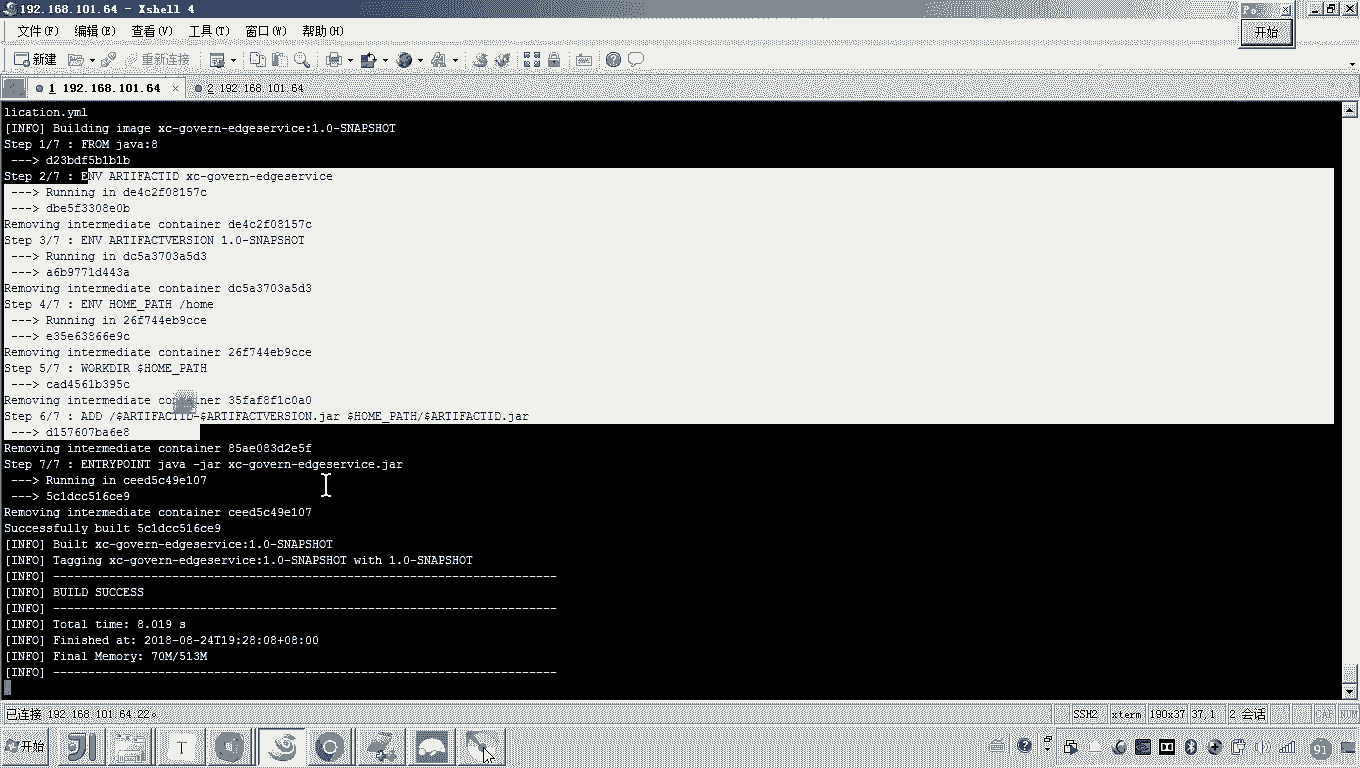 192.168.101.64 - Xshell 4
Po
文件(F) 编辑(E) 查看(V) 工具(T) 窗口(W) 帮助(H)
开始
新建 重新连接
1 192.168.101.64 × 2 192.168.101.64
lication.yml
[INFO] Building image xc-govern-edgeservice:1.0-SNAPSHOT
Step 1/7 : FROM java:8
---> d23bdf5b1b1b
Step 2/7 : ENV ARTIFACTID xc-govern-edgeservice
---> Running in de4c2f08157c
---> dbe5f3308e0b
Removing intermediate container de4c2f08157c
Step 3/7 : ENV ARTIFACTVERSION 1.0-SNAPSHOT
---> Running in dc5a3703a5d3
---> a6b9771d443a
Removing intermediate container dc5a3703a5d3
Step 4/7 : ENV HOME_PATH /home
---> Running in 26f744eb9cce
---> e35e63866e9c
Removing intermediate container 26f744eb9cce
Step 5/7 : WORKDIR $HOME_PATH
---> cad4561b395c
Removing intermediate container 35faf8f1c0a0
Step 6/7 : ADD /$ARTIFACTID-$ARTIFACTVERSION.jar $HOME_PATH/$ARTIFACTID.jar
---> d157607ba6e8
Removing intermediate container 85ae083d2e5f
Step 7/7 : ENTRYPOINT java -jar xc-govern-edgeservice.jar
---> Running in ceed5c49e107
---> 5c1dcc516ce9
Removing intermediate container ceed5c49e107
Successfully built 5c1dcc516ce9
[INFO] Built xc-govern-edgeservice:1.0-SNAPSHOT
[INFO] Tagging xc-govern-edgeservice:1.0-SNAPSHOT with 1.0-SNAPSHOT
[INFO] ------------------------------------------------------------------------
[INFO] BUILD SUCCESS
[INFO] ------------------------------------------------------------------------
[INFO] Total time: 8.019 s
[INFO] Finished at: 2018-08-24T19:28:08+08:00
[INFO] Final Memory: 70M/513M
[INFO] ------------------------------------------------------------------------
已连接 192.168.101.64:22。 SSH2 xterm 190x37 37,1 2 会话 CAP NUM
开始 T 91